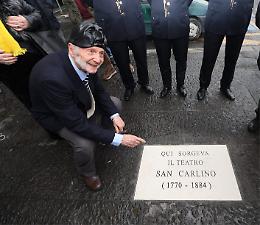 QUI SORGEVA
IL TEATRO
SAN CARLINO
( 1770 - 1884 )